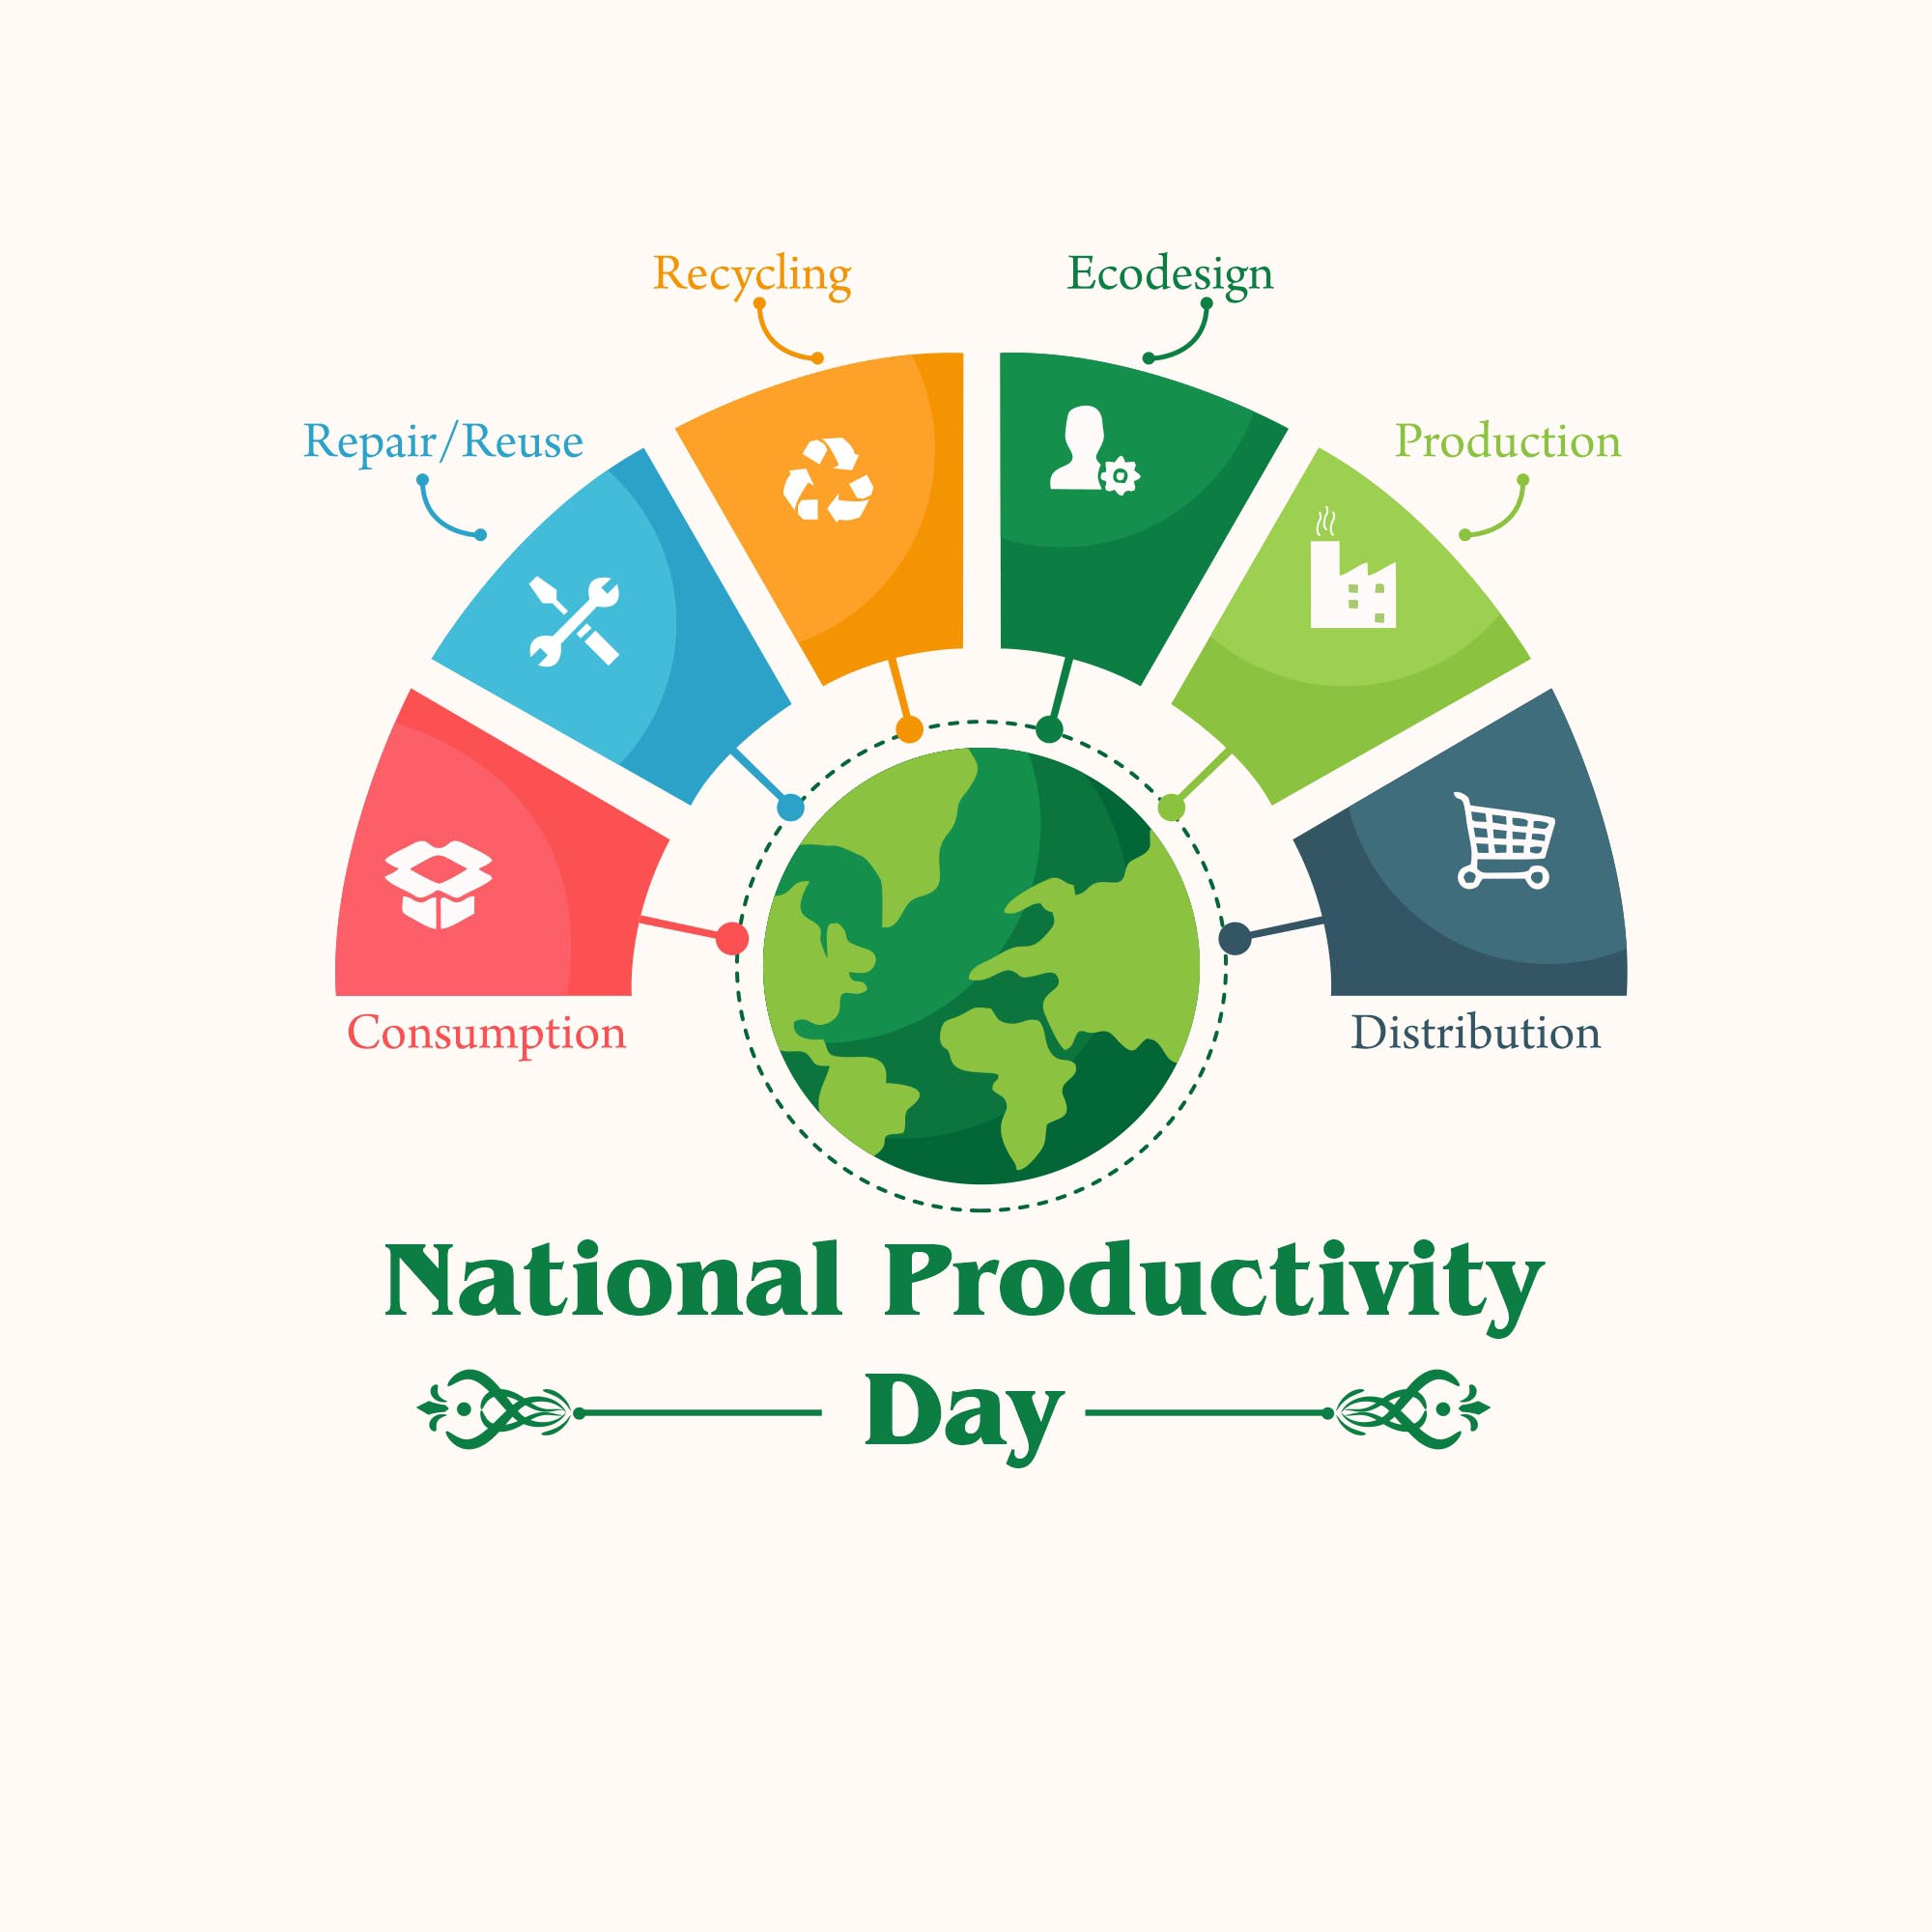 Recycling
Ecodesign
Repair/Reuse
Production
Consumption
Distribution
National Productivity
Day